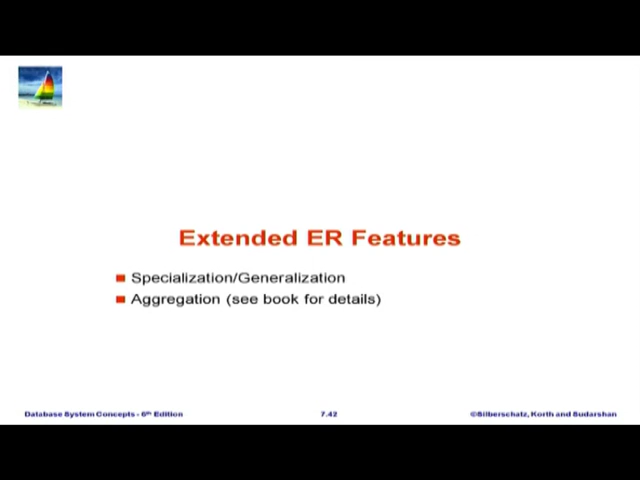 Extended ER Features
Specialization/Generalization
Aggregation (see book for details)
Database System Concepts - 6th Edition
7.42
©Silberschatz, Korth and Sudarshan